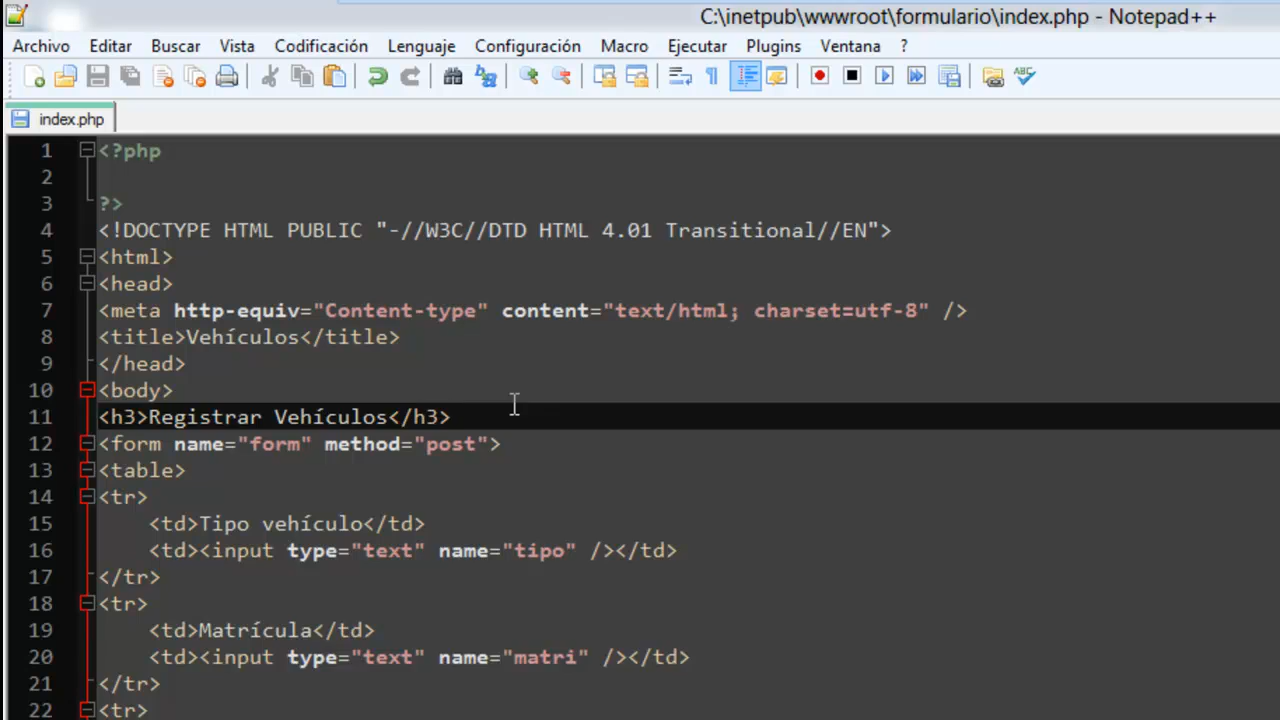 C:\inetpub\wwwroot\formulario\index.php - Notepad++
Archivo Editar Buscar Vista Codificación Lenguaje Configuración Macro Ejecutar Plugins Ventana ?
index.php
1 <?php
2
3 ?>
4 <!DOCTYPE HTML PUBLIC "-//W3C//DTD HTML 4.01 Transitional//EN">
5 <html>
6 <head>
7 <meta http-equiv="Content-type" content="text/html; charset=utf-8" />
8 <title>Vehículos</title>
9 </head>
10 <body>
11 <h3>Registrar Vehículos</h3>
12 <form name="form" method="post">
13 <table>
14 <tr>
15 <td>Tipo vehículo</td>
16 <td><input type="text" name="tipo" /></td>
17 </tr>
18 <tr>
19 <td>Matrícula</td>
20 <td><input type="text" name="matri" /></td>
21 </tr>
22 <tr>